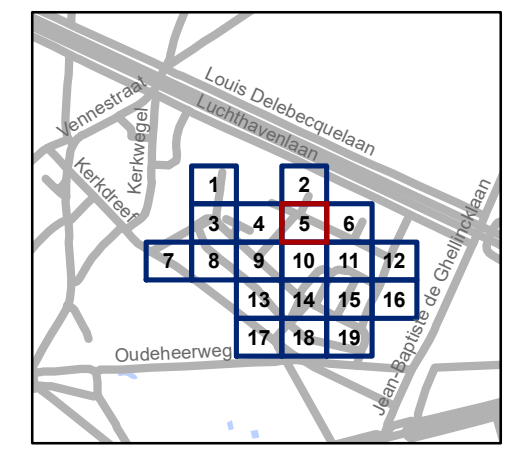 Louis Delebecquelaan
Luchthavenlaan
Vennestraat
Kerkwegel
Kerkdreef
Jean-Baptiste de Ghellincklaan
Oudeheerweg
1
2
3
4
5
6
7
8
9
10
11
12
13
14
15
16
17
18
19